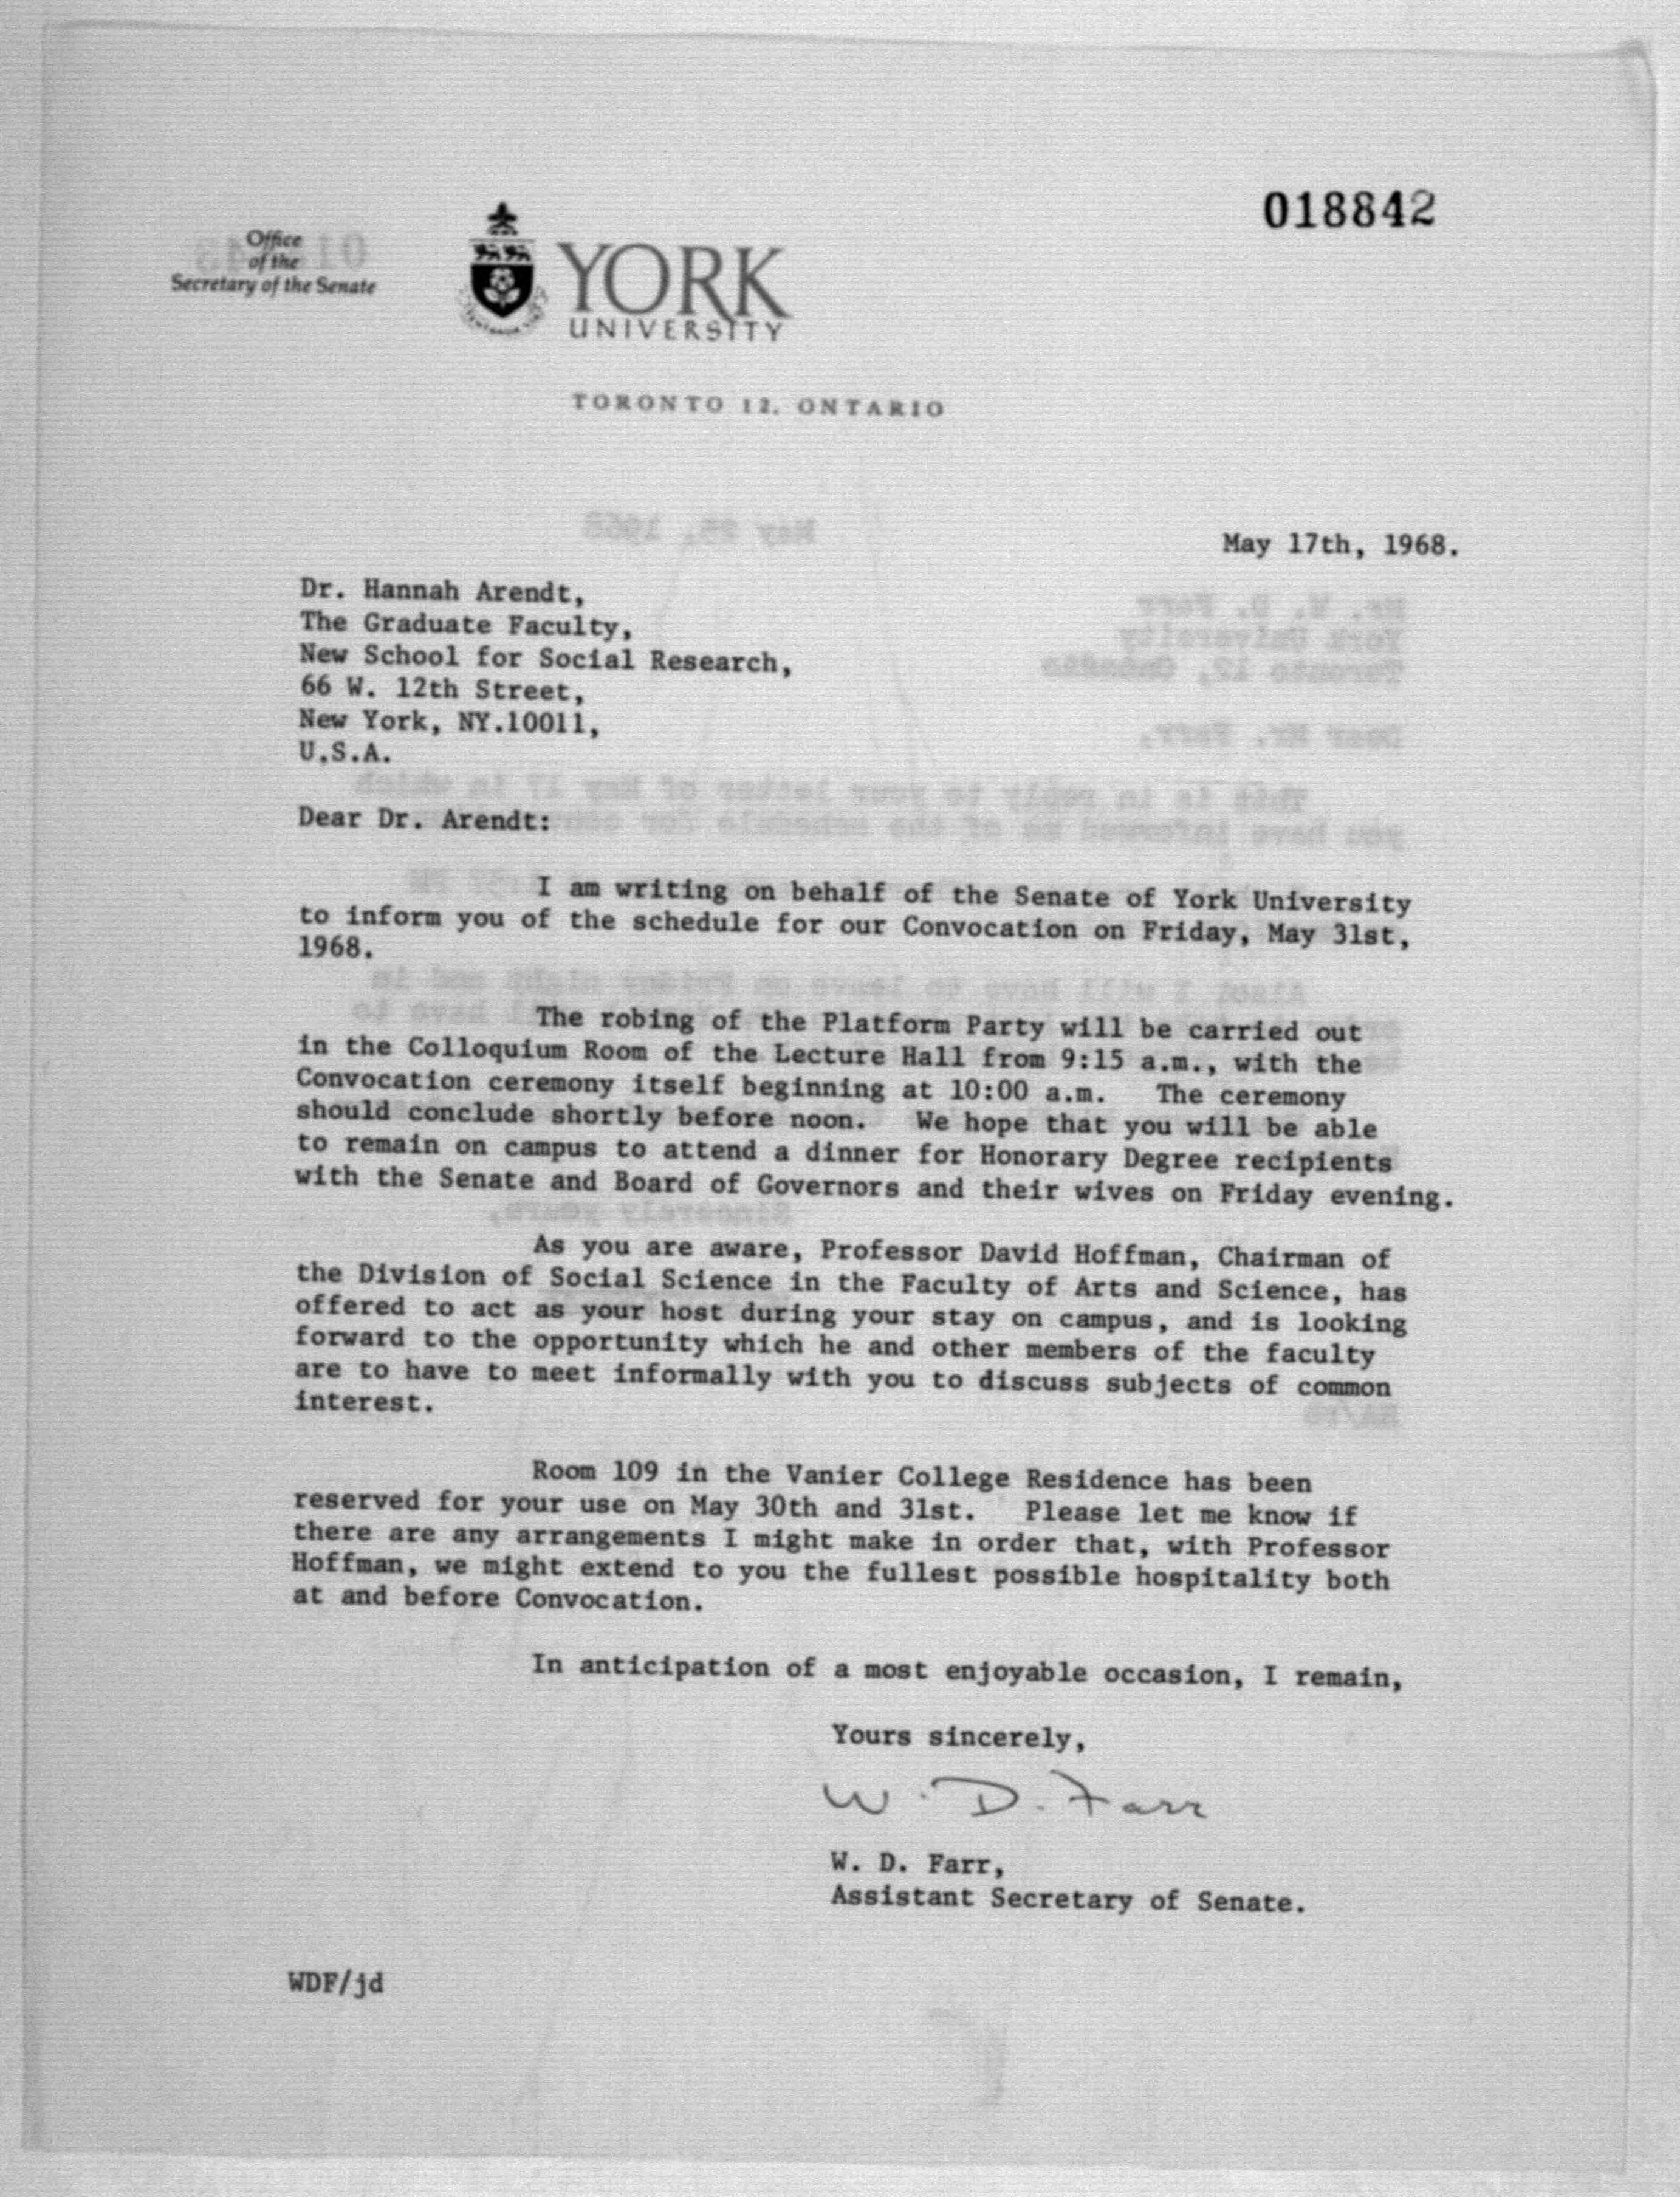 018842
Office
of the
Secretary of the Senate
YORK
UNIVERSITY
TORONTO 12, ONTARIO
May 17th, 1968.
Dr. Hannah Arendt,
The Graduate Faculty,
New School for Social Research,
66 W. 12th Street,
New York, NY.10011,
U.S.A.
Dear Dr. Arendt:
I am writing on behalf of the Senate of York University
to inform you of the schedule for our Convocation on Friday, May 31st,
1968.
The robing of the Platform Party will be carried out
in the Colloquium Room of the Lecture Hall from 9:15 a.m., with the
Convocation ceremony itself beginning at 10:00 a.m. The ceremony
should conclude shortly before noon. We hope that you will be able
to remain on campus to attend a dinner for Honorary Degree recipients
with the Senate and Board of Governors and their wives on Friday evening.
As you are aware, Professor David Hoffman, Chairman of
the Division of Social Science in the Faculty of Arts and Science, has
offered to act as your host during your stay on campus, and is looking
forward to the opportunity which he and other members of the faculty
are to have to meet informally with you to discuss subjects of common
interest.
Room 109 in the Vanier College Residence has been
reserved for your use on May 30th and 31st. Please let me know if
there are any arrangements I might make in order that, with Professor
Hoffman, we might extend to you the fullest possible hospitality both
at and before Convocation.
In anticipation of a most enjoyable occasion, I remain,
Yours sincerely,
W. D. Farr
W. D. Farr,
Assistant Secretary of Senate.
WDF/jd